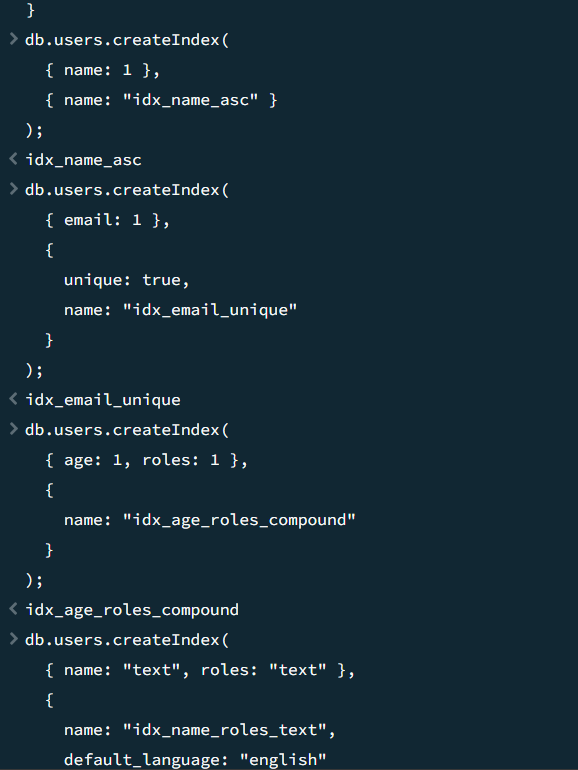 }
> db.users.createIndex(
{ name: 1 },
{ name: "idx_name_asc" }
);
< idx_name_asc
> db.users.createIndex(
{ email: 1 },
{
unique: true,
name: "idx_email_unique"
}
);
< idx_email_unique
> db.users.createIndex(
{ age: 1, roles: 1 },
{
name: "idx_age_roles_compound"
}
);
< idx_age_roles_compound
> db.users.createIndex(
{ name: "text", roles: "text" },
{
name: "idx_name_roles_text",
default_language: "english"